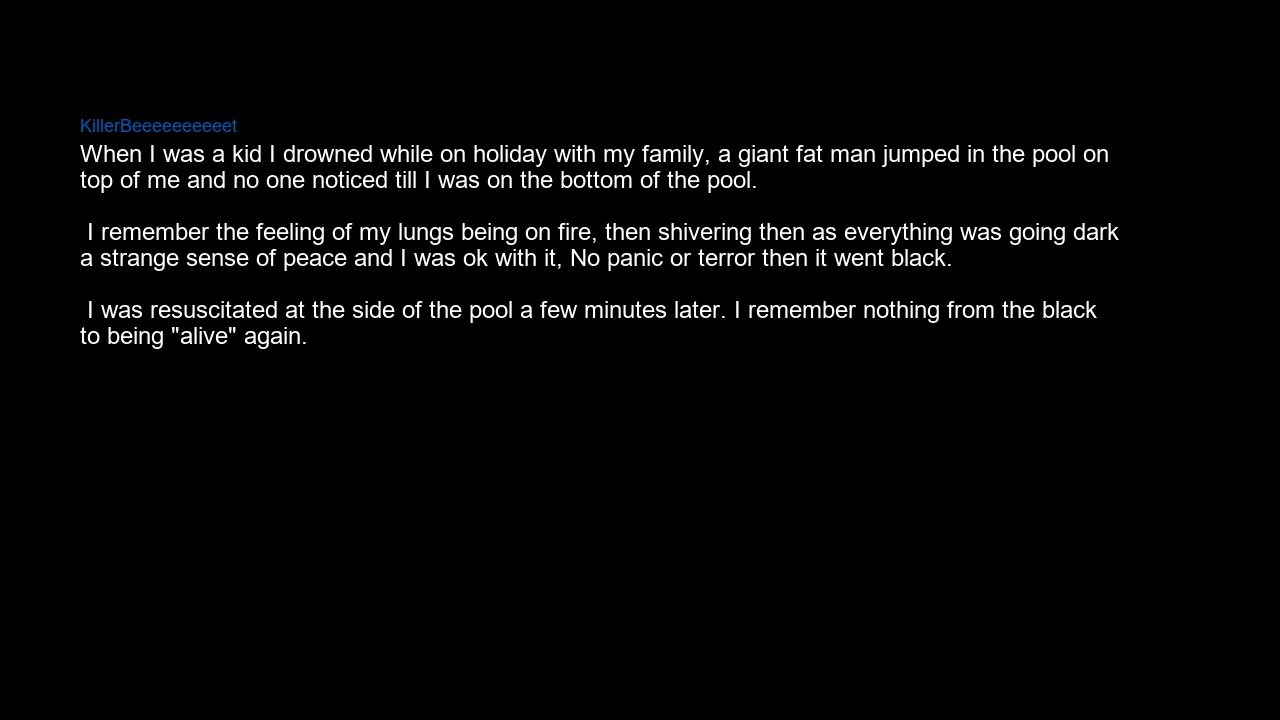 KillerBeeeeeeeeeet
When I was a kid I drowned while on holiday with my family, a giant fat man jumped in the pool on
top of me and no one noticed till I was on the bottom of the pool.
I remember the feeling of my lungs being on fire, then shivering then as everything was going dark
a strange sense of peace and I was ok with it, No panic or terror then it went black.
I was resuscitated at the side of the pool a few minutes later. I remember nothing from the black
to being "alive" again.